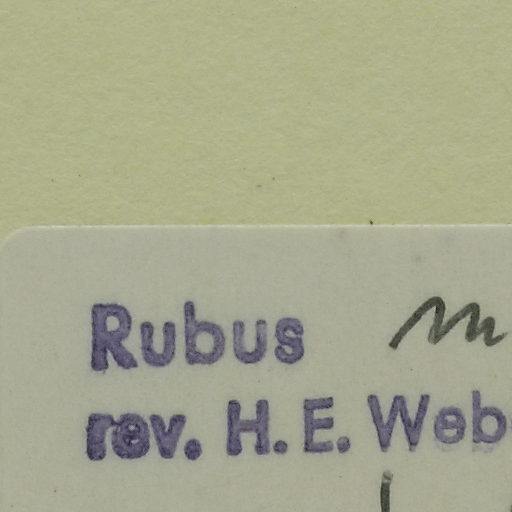 Rubus m
rev. H. E. Web